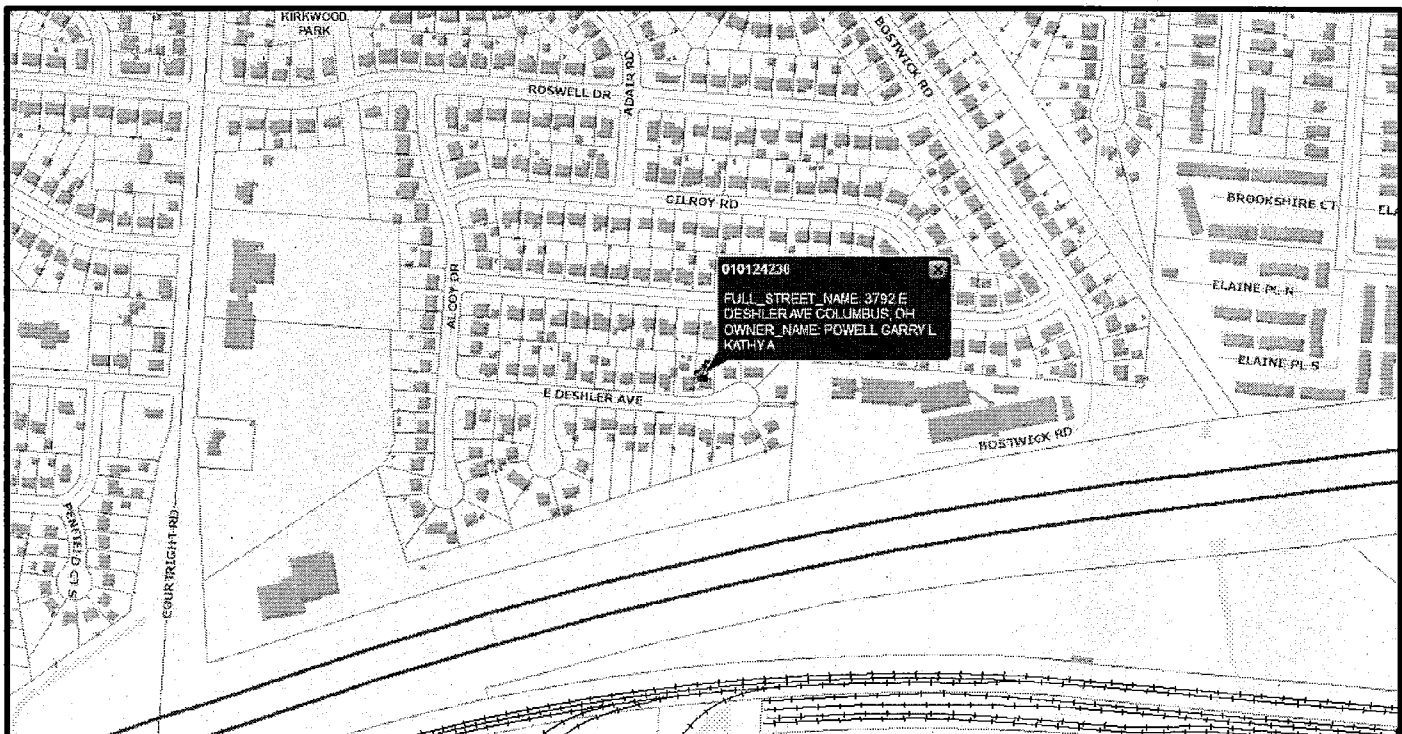 KIRKWOOD
PARK
BOSTWICK RD
ADAIR RD
ROSWELL DR
GILROY RD
BROOKSHIRE CT
ELA
010124230
FULL_STREET_NAME: 3792 E
DESHLER AVE COLUMBUS, OH
OWNER_NAME: POWELL GARRY L
KATHY A
ALCOY DR
ELAINE PL N
ELAINE PL S
E DESHLER AVE
BOSTWICK RD
PENFIELD CT S
COURTRIGHT RD